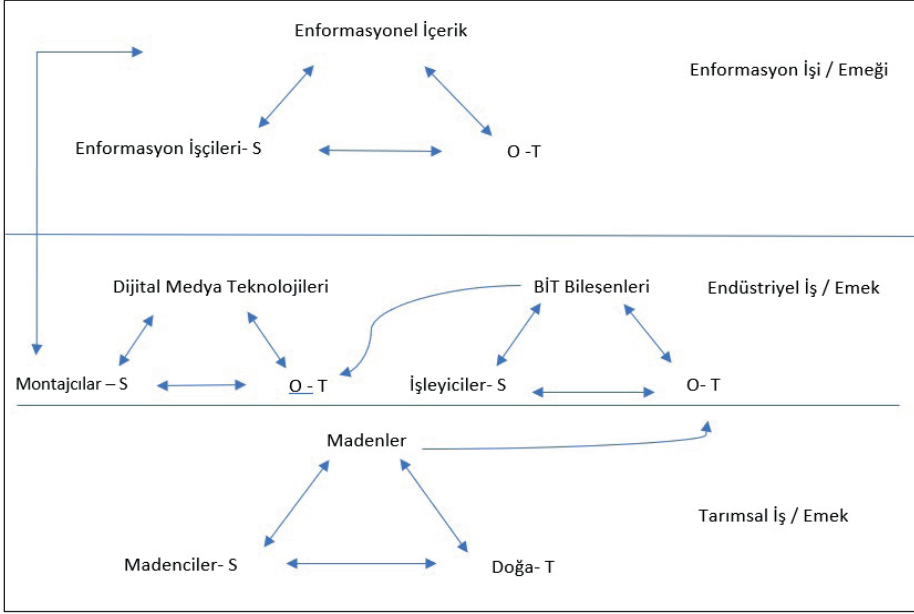 Enformasyonel İçerik
Enformasyon İşi / Emeği
Enformasyon İşçileri- S
O -T
Dijital Medya Teknolojileri
BİT Bileşenleri
Endüstriyel İş / Emek
Montajcılar – S
O - T
İşleyiciler- S
O- T
Madenler
Tarımsal İş / Emek
Madenciler- S
Doğa- T